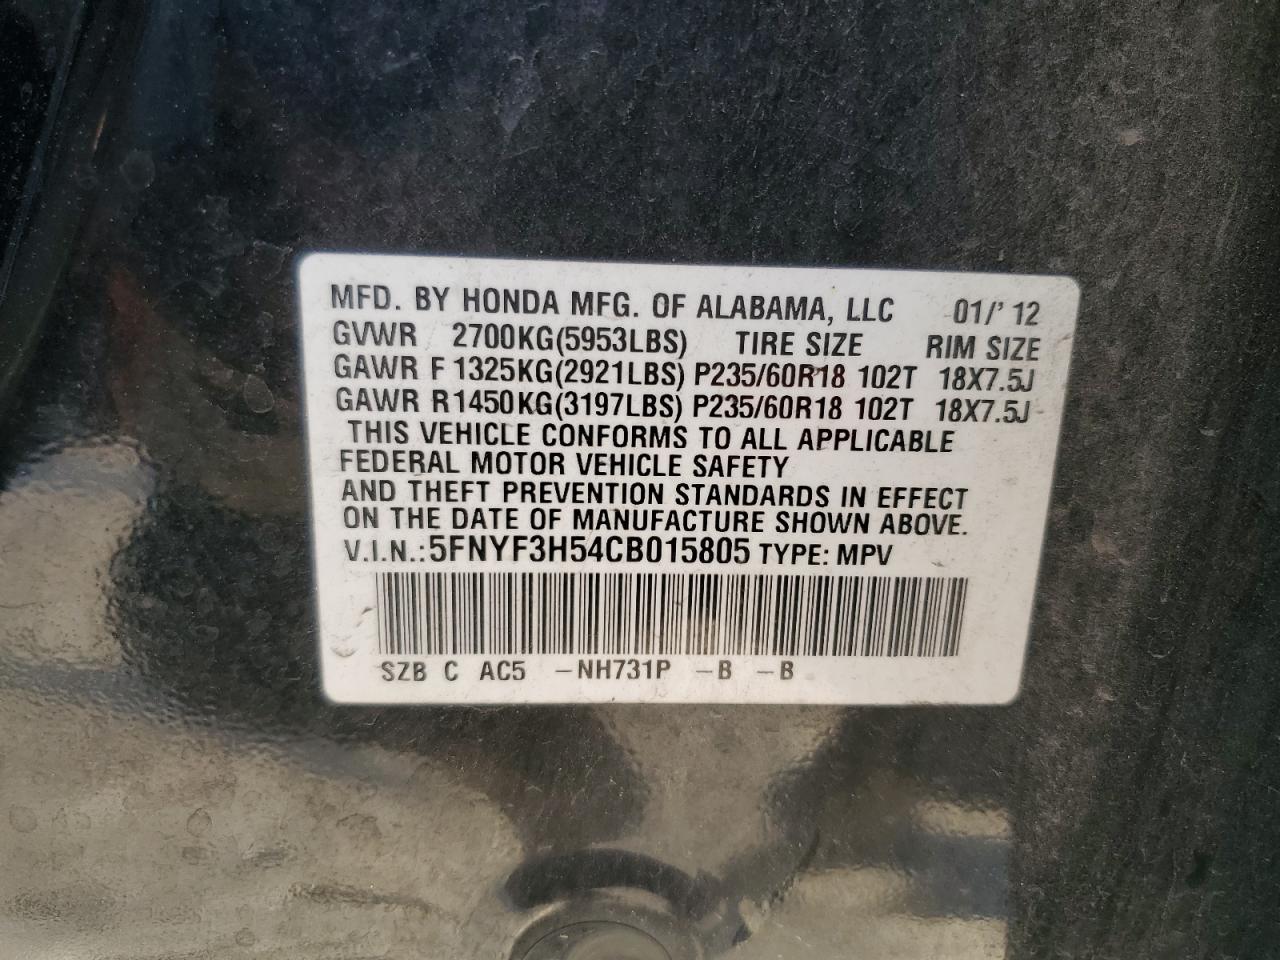 MFD. BY HONDA MFG. OF ALABAMA, LLC 01/' 12
GVWR 2700KG(5953LBS) TIRE SIZE RIM SIZE
GAWR F 1325KG(2921LBS) P235/60R18 102T 18X7.5J
GAWR R1450KG(3197LBS) P235/60R18 102T 18X7.5J
THIS VEHICLE CONFORMS TO ALL APPLICABLE
FEDERAL MOTOR VEHICLE SAFETY
AND THEFT PREVENTION STANDARDS IN EFFECT
ON THE DATE OF MANUFACTURE SHOWN ABOVE.
V.I.N.:5FNYF3H54CB015805 TYPE: MPV
SZB C AC5 -NH731P -B -B